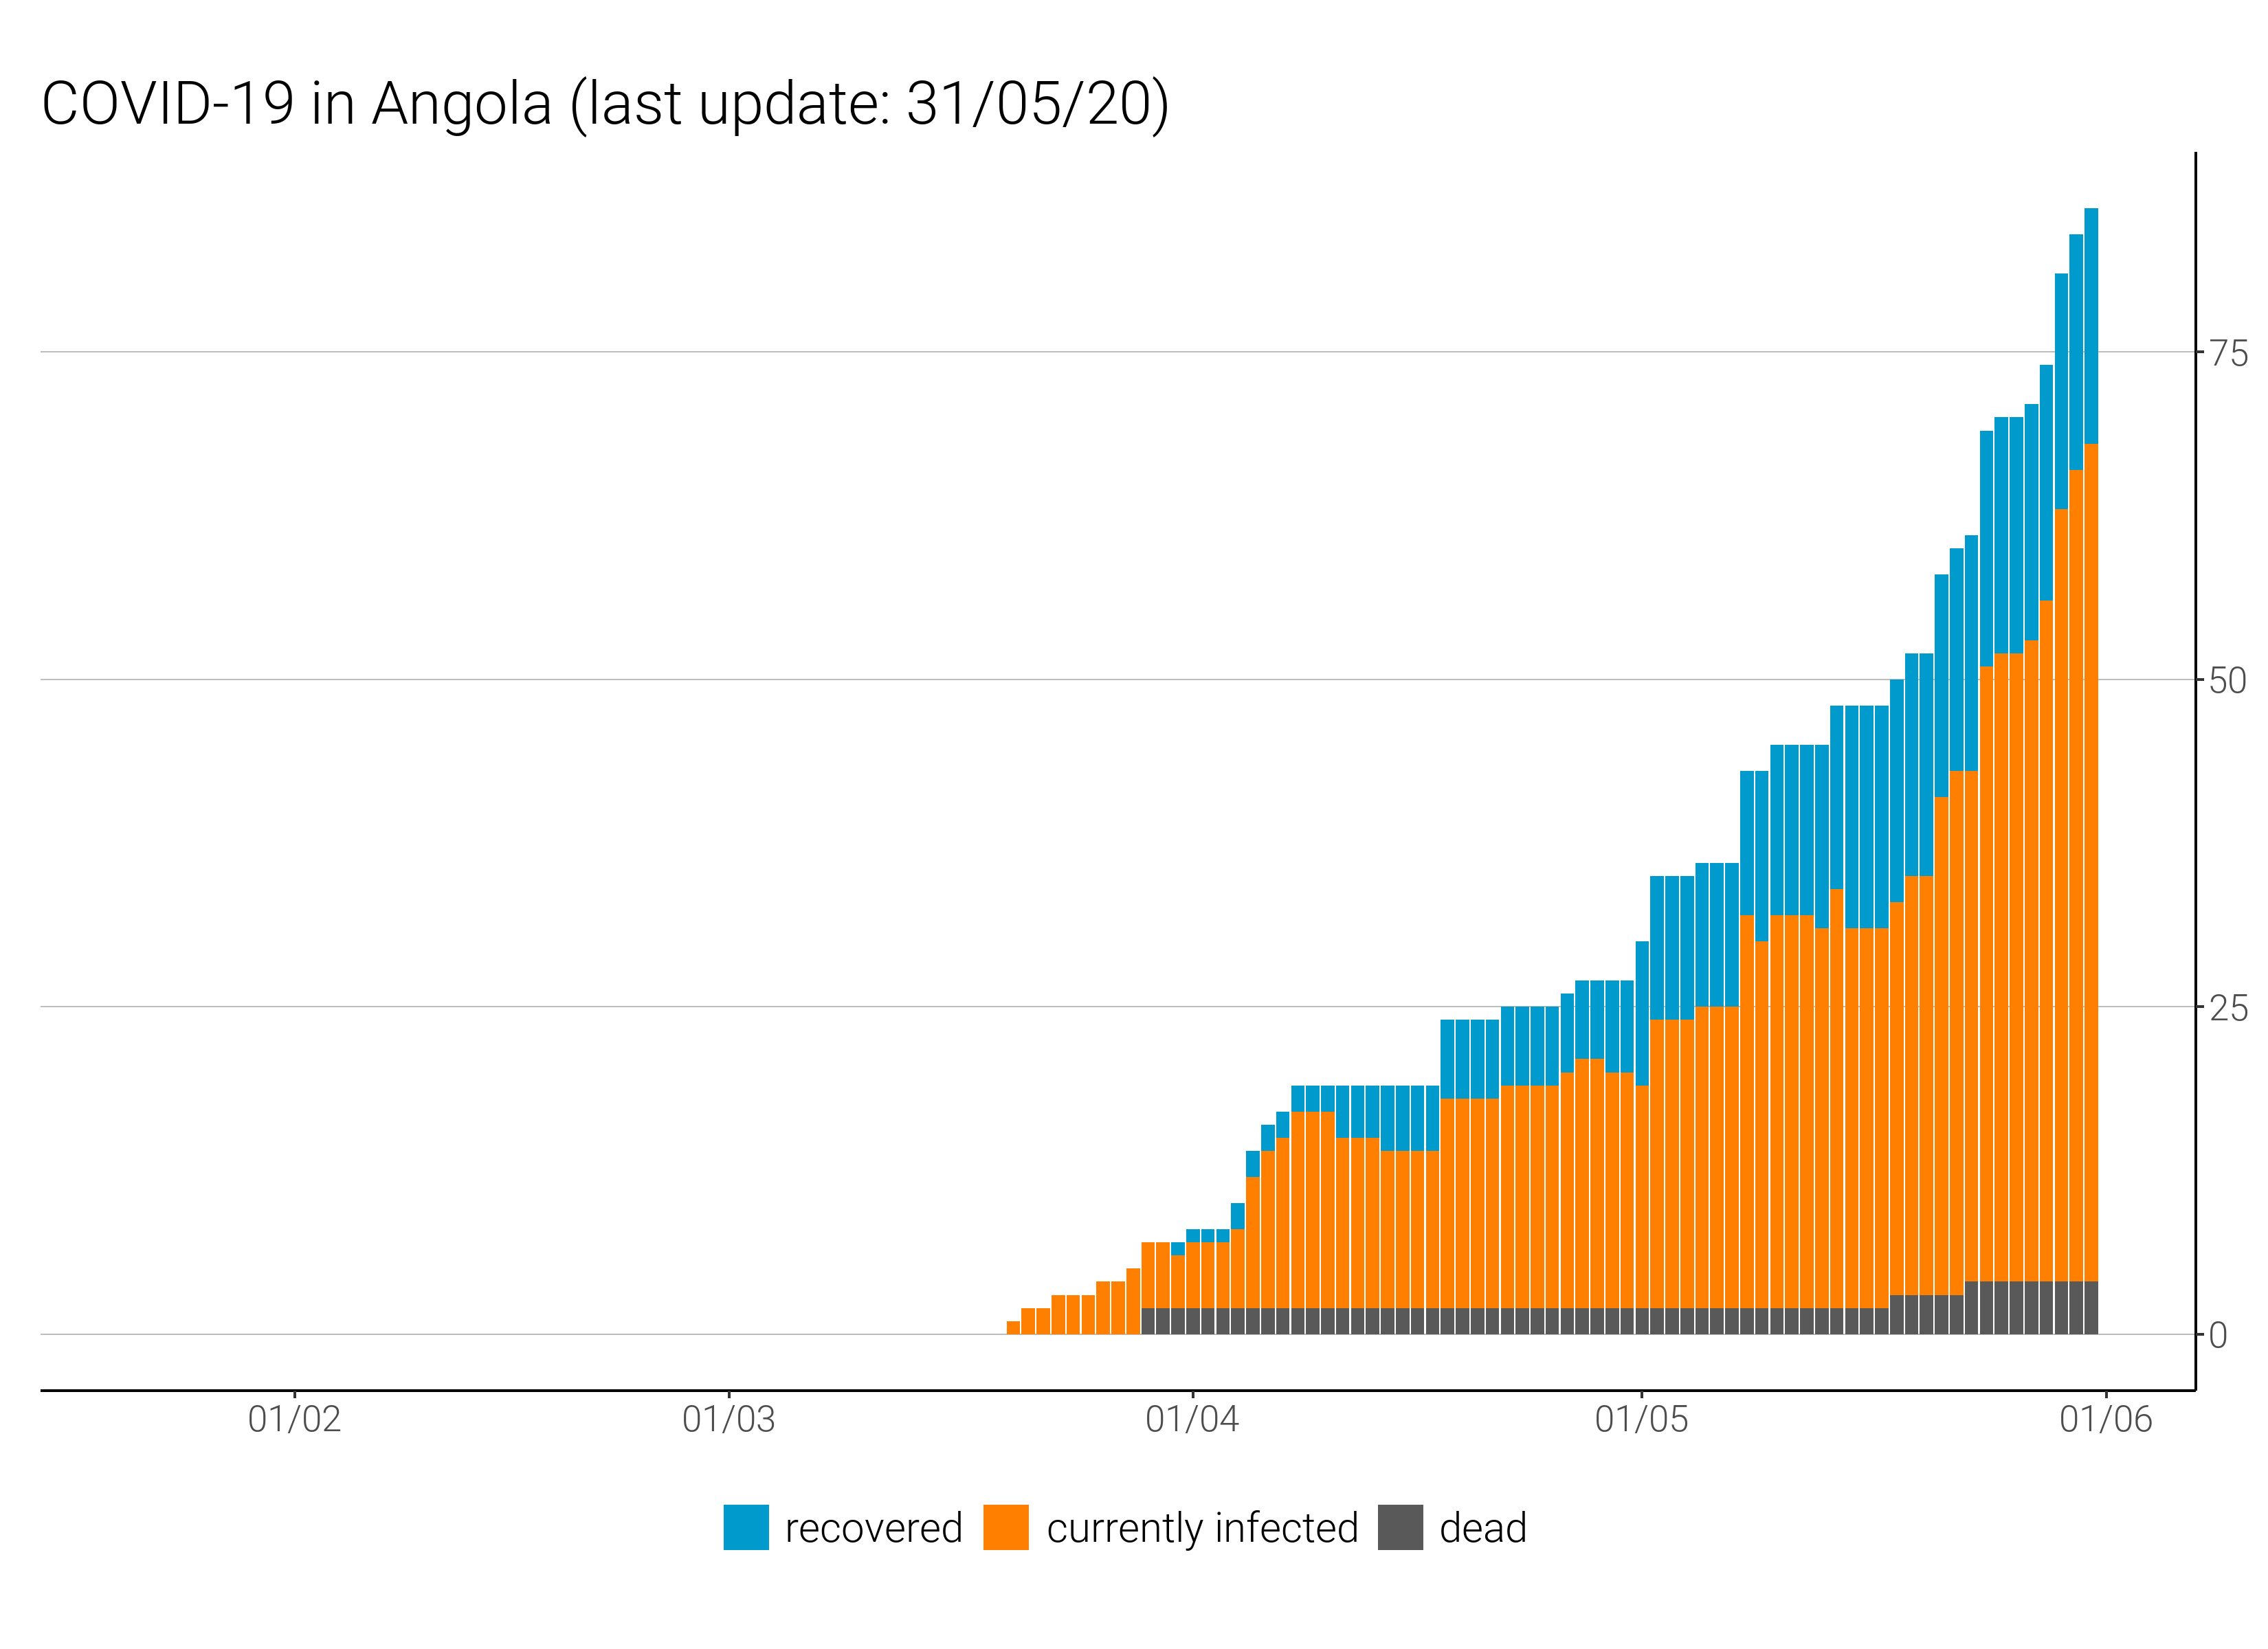 COVID-19 in Angola (last update: 31/05/20)
75
50
25
0
01/02 01/03 01/04 01/05 01/06
recovered currently infected dead